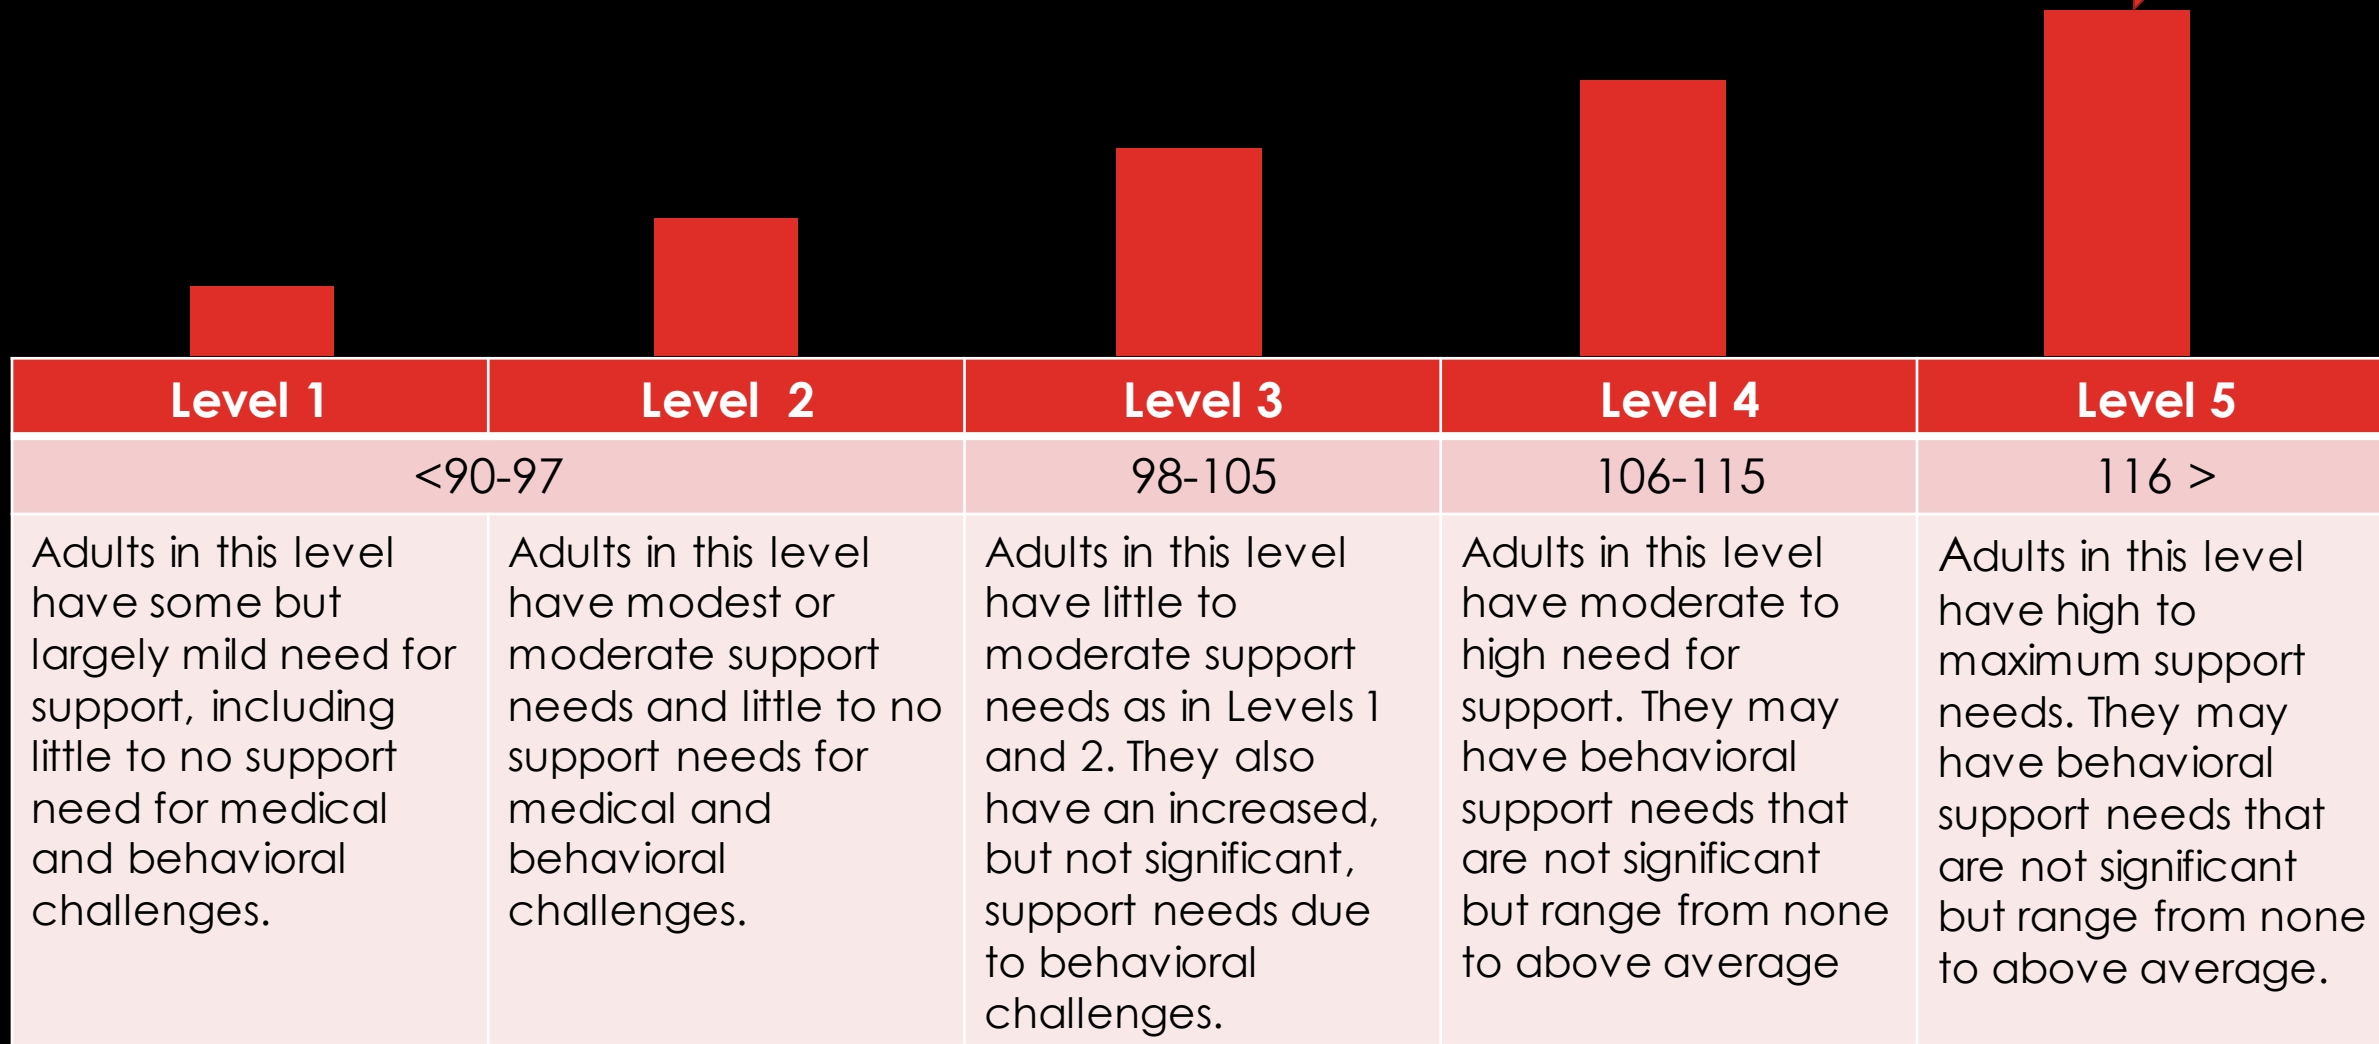 Level 1
Level 2
Level 3
Level 4
Level 5
<90-97
98-105
106-115
116 >
Adults in this level
have some but
largely mild need for
support, including
little to no support
need for medical
and behavioral
challenges.
Adults in this level
have modest or
moderate support
needs and little to no
support needs for
medical and
behavioral
challenges.
Adults in this level
have little to
moderate support
needs as in Levels 1
and 2. They also
have an increased,
but not significant,
support needs due
to behavioral
challenges.
Adults in this level
have moderate to
high need for
support. They may
have behavioral
support needs that
are not significant
but range from none
to above average
Adults in this level
have high to
maximum support
needs. They may
have behavioral
support needs that
are not significant
but range from none
to above average.